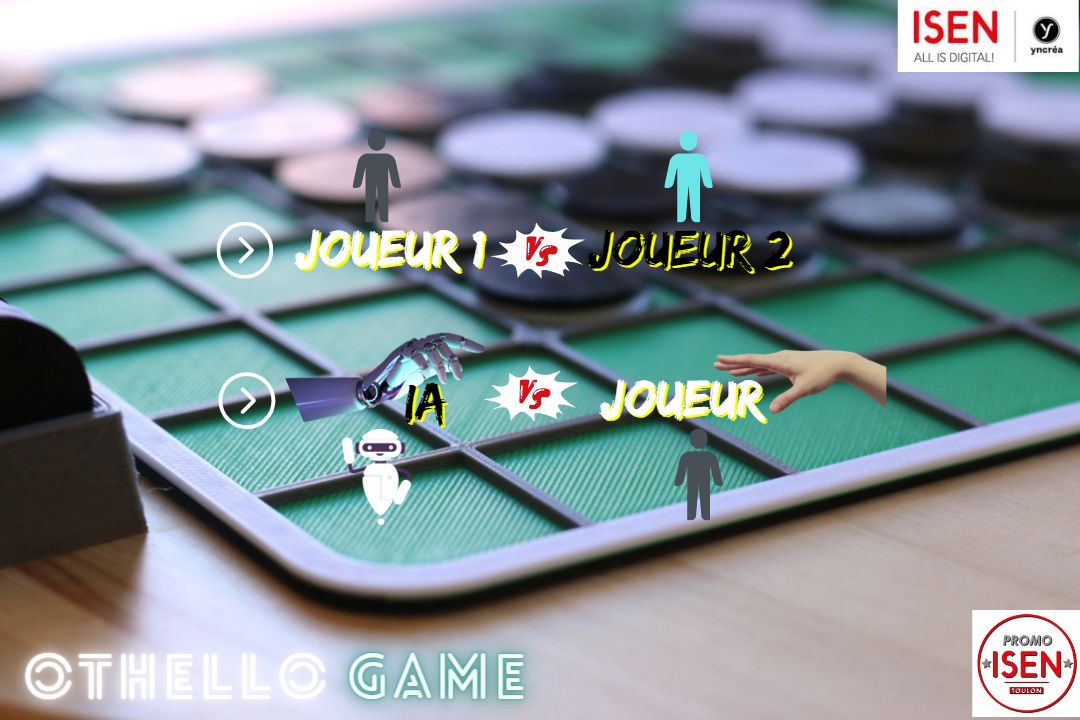 ISEN
ALL IS DIGITAL!
y
yncréa
JOUEUR 1 VS JOUEUR 2
IA VS JOUEUR
OTHELLO GAME
PROMO
ISEN
TOULON